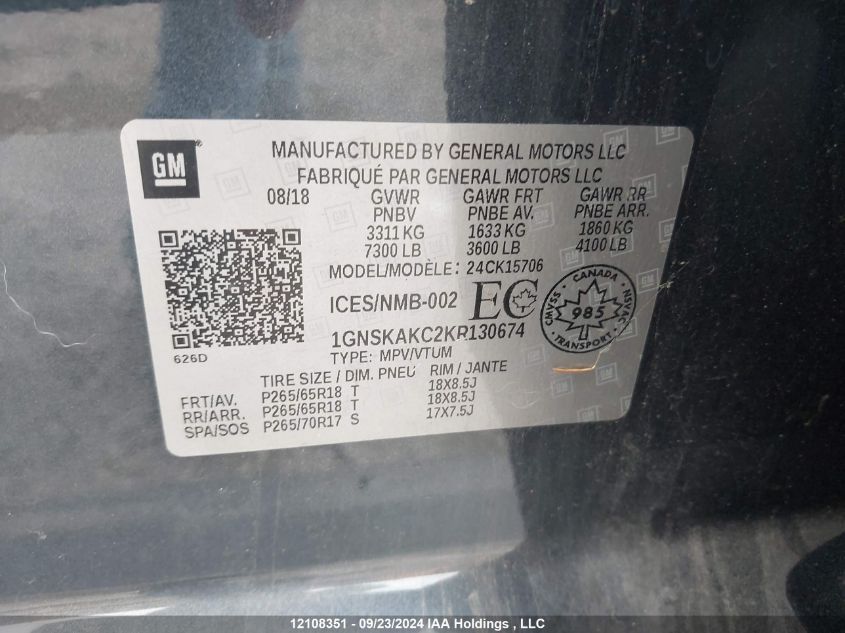 GM
MANUFACTURED BY GENERAL MOTORS LLC
FABRIQUÉ PAR GENERAL MOTORS LLC
08/18 GVWR GAWR FRT GAWR RR
PNBV PNBE AV. PNBE ARR.
3311 KG 1633 KG 1860 KG
7300 LB 3600 LB 4100 LB
MODEL/MODÈLE: 24CK15706
ICES/NMB-002 EC
CANADA
CMVSS 985 NSVAC
1GNSKAKC2KR130674
626D
TYPE: MPV/VTUM
TIRE SIZE / DIM. PNEU RIM / JANTE
FRT/AV. P265/65R18 T 18X8.5J
RR/ARR. P265/65R18 T 18X8.5J
SPA/SOS P265/70R17 S 17X7.5J
12108351 - 09/23/2024 IAA Holdings , LLC